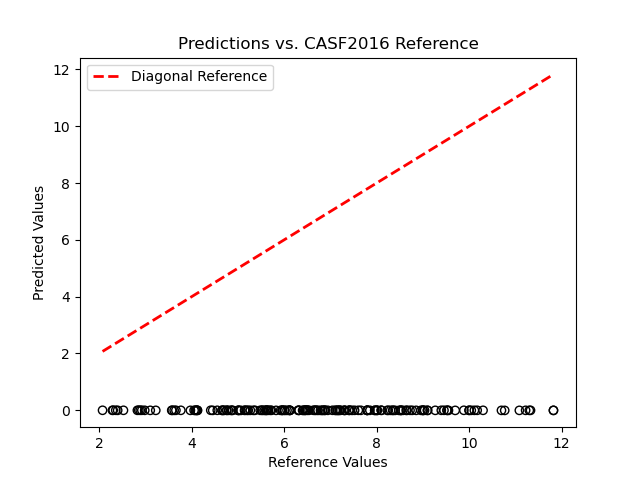 Predictions vs. CASF2016 Reference
Diagonal Reference
Predicted Values
12
10
8
6
4
2
0
2 4 6 8 10 12
Reference Values